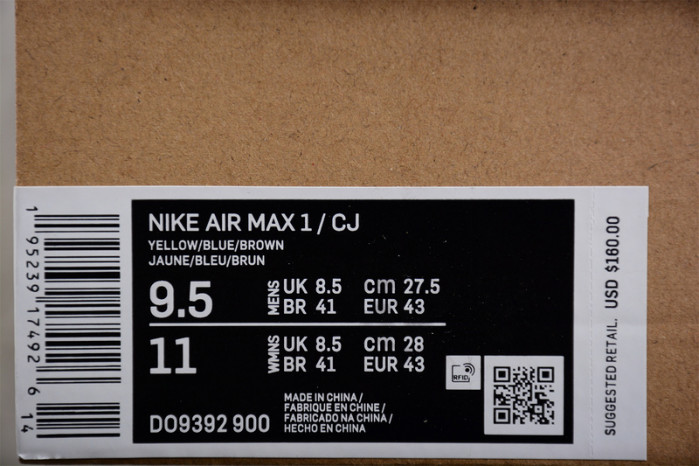 NIKE AIR MAX 1 / CJ
YELLOW/BLUE/BROWN
JAUNE/BLEU/BRUN
9.5 MENS UK 8.5 cm 27.5
BR 41 EUR 43
11 WMNS UK 8.5 cm 28
BR 41 EUR 43
RFID
MADE IN CHINA /
FABRIQUE EN CHINE /
FABRICADO NA CHINA /
HECHO EN CHINA
DO9392 900
1 95239 17492 6 14
SUGGESTED RETAIL. USD $160.00